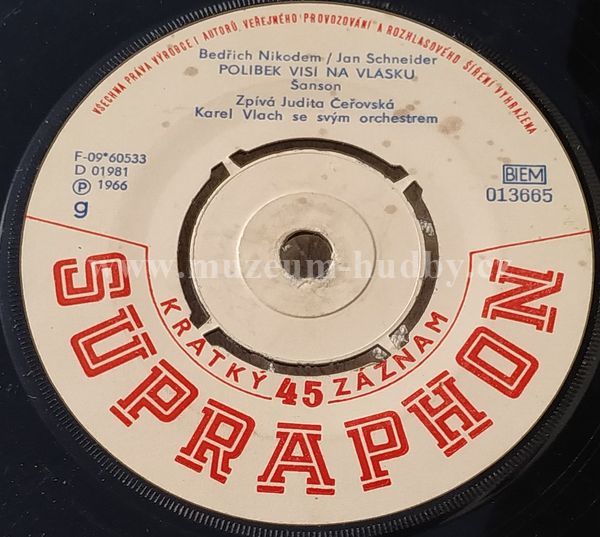 VŠECHNA PRÁVA VÝROBCE I AUTORŮ, VEŘEJNÉHO PROVOZOVÁNÍ A ROZHLASOVÉHO ŠÍŘENÍ VYHRAŽENA
Bedřich Nikodem / Jan Schneider
POLIBEK VISÍ NA VLÁSKU
Šanson
Zpívá Judita Čeřovská
Karel Vlach se svým orchestrem
F-09*60533
D 01981
Ⓟ 1966
g
BIEM
013665
www.muzeum-hudby.cz
KRÁTKÝ 45 ZÁZNAM
SUPRAPHON